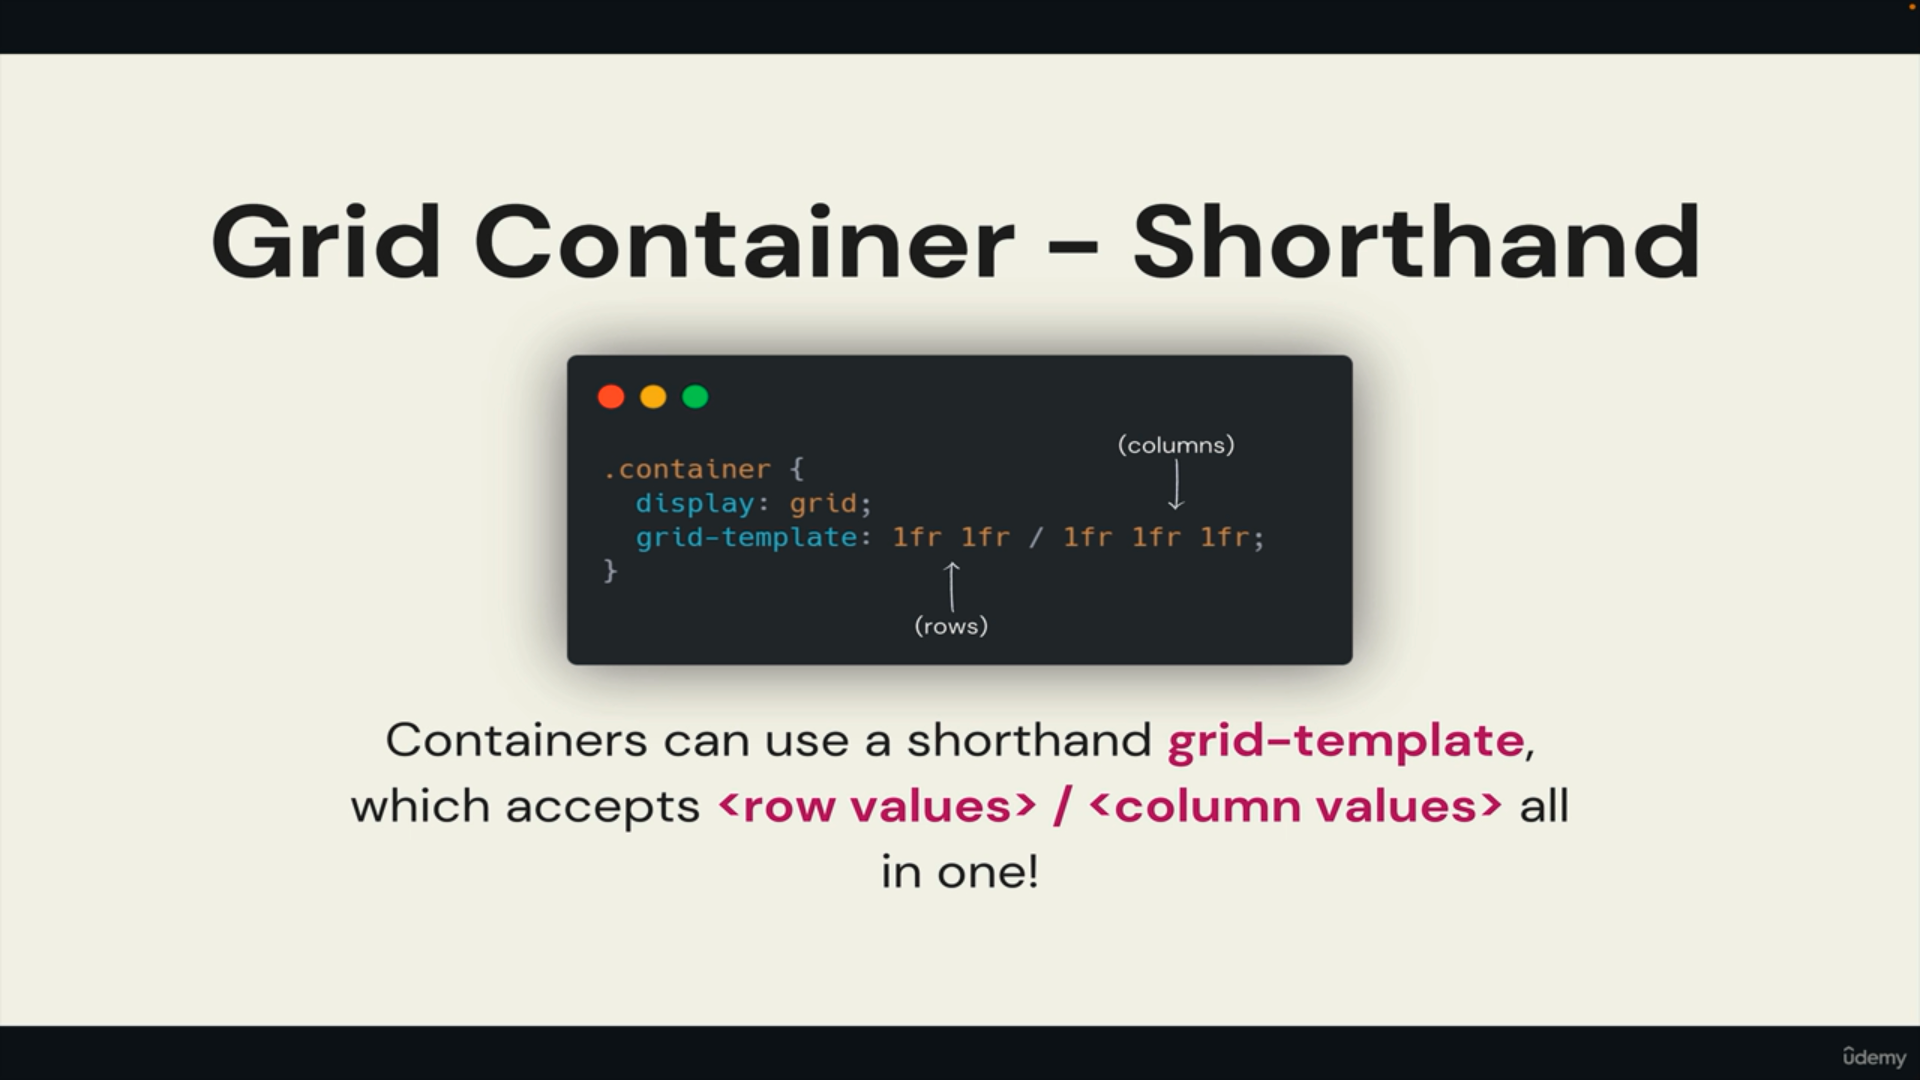 Grid Container – Shorthand
(columns)
.container {
display: grid;
grid-template: 1fr 1fr / 1fr 1fr 1fr;
}
(rows)
Containers can use a shorthand grid-template,
which accepts <row values> / <column values> all
in one!
ûdemy